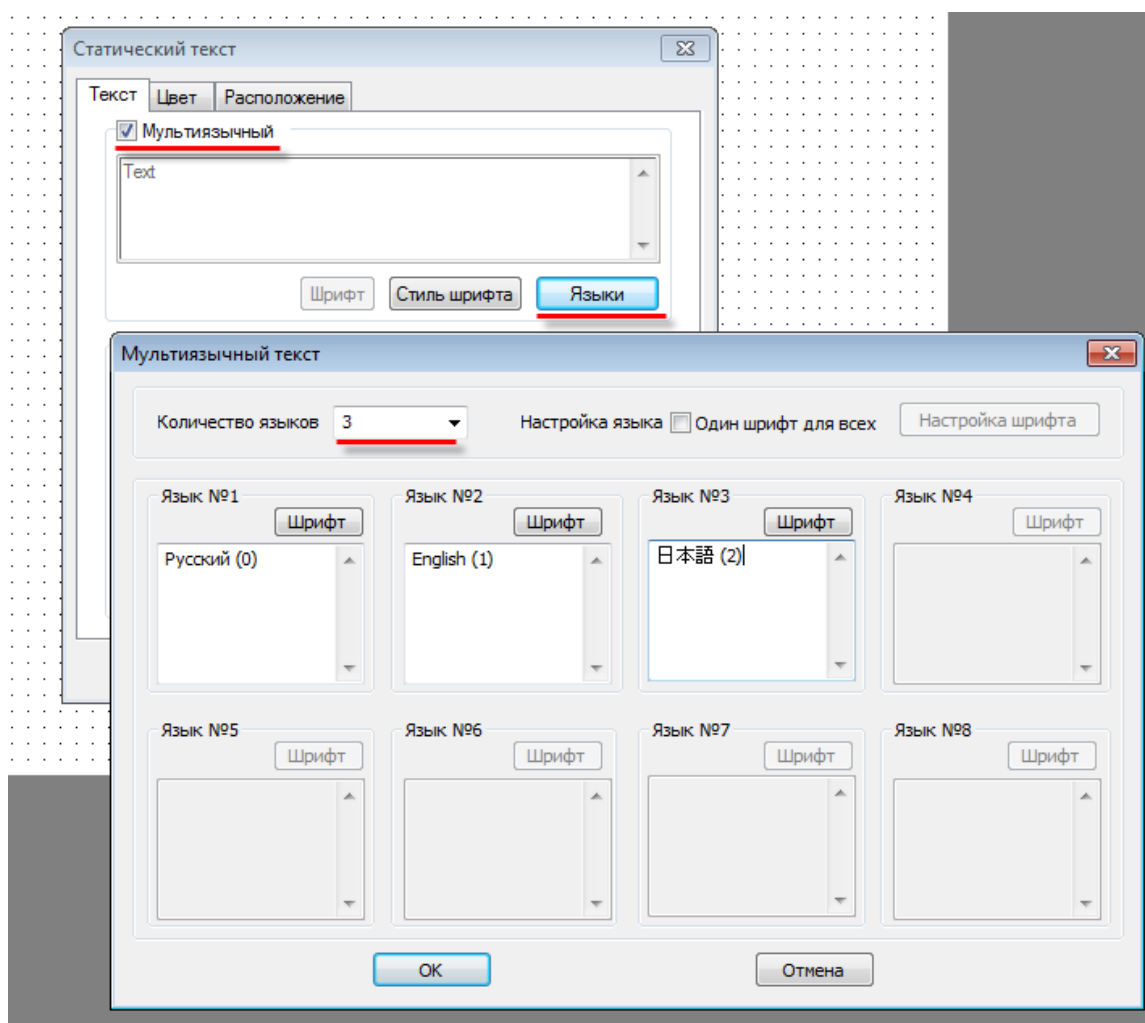 Статический текст
Текст Цвет Расположение
Мультиязычный
Text
Шрифт Стиль шрифта Языки
Мультиязычный текст
Количество языков 3 Настройка языка Один шрифт для всех Настройка шрифта
Язык №1 Язык №2 Язык №3 Язык №4
Шрифт Шрифт Шрифт Шрифт
Русский (0) English (1) 日本語 (2)
Язык №5 Язык №6 Язык №7 Язык №8
Шрифт Шрифт Шрифт Шрифт
OK Отмена